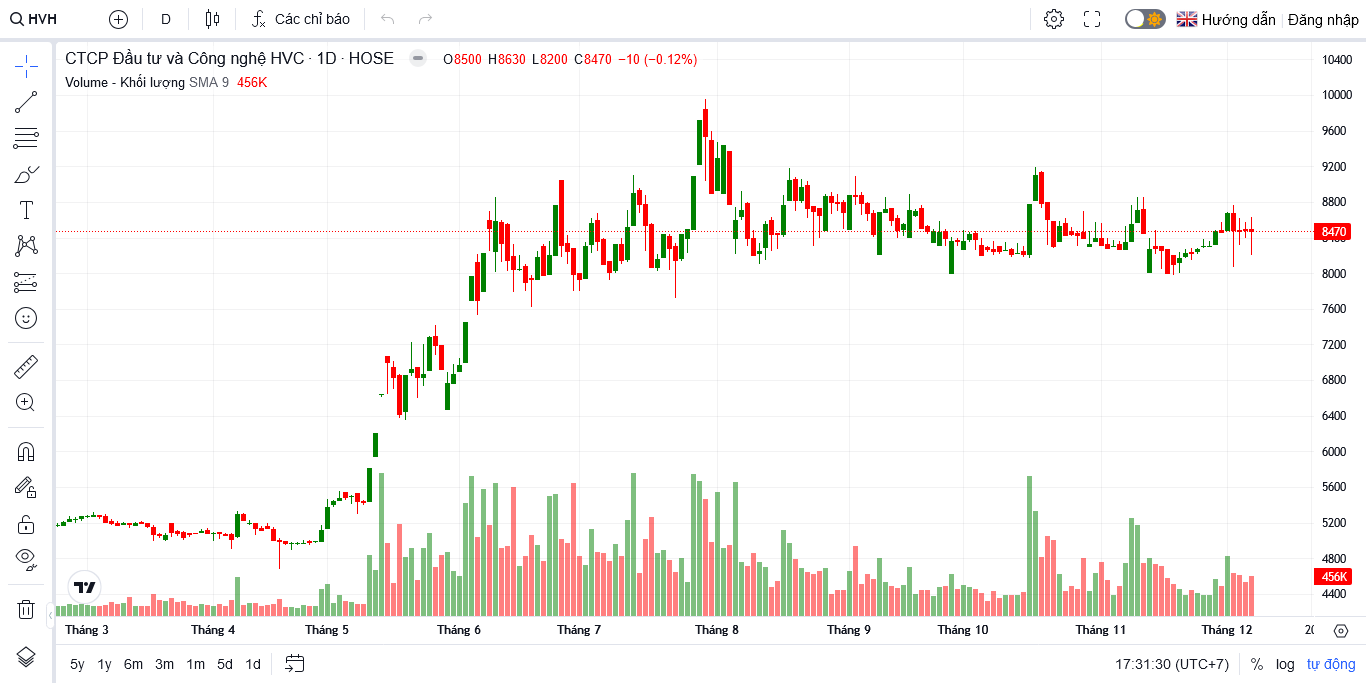 HVH D Các chỉ báo Hướng dẫn Đăng nhập
CTCP Đầu tư và Công nghệ HVC · 1D · HOSE O8500 H8630 L8200 C8470 −10 (−0.12%)
Volume - Khối lượng SMA 9 456K
10400
10000
9600
9200
8800
8470
8400
8000
7600
7200
6800
6400
6000
5600
5200
4800
456K
4400
Tháng 3 Tháng 4 Tháng 5 Tháng 6 Tháng 7 Tháng 8 Tháng 9 Tháng 10 Tháng 11 Tháng 12
5y 1y 6m 3m 1m 5d 1d 17:31:30 (UTC+7) % log tự động